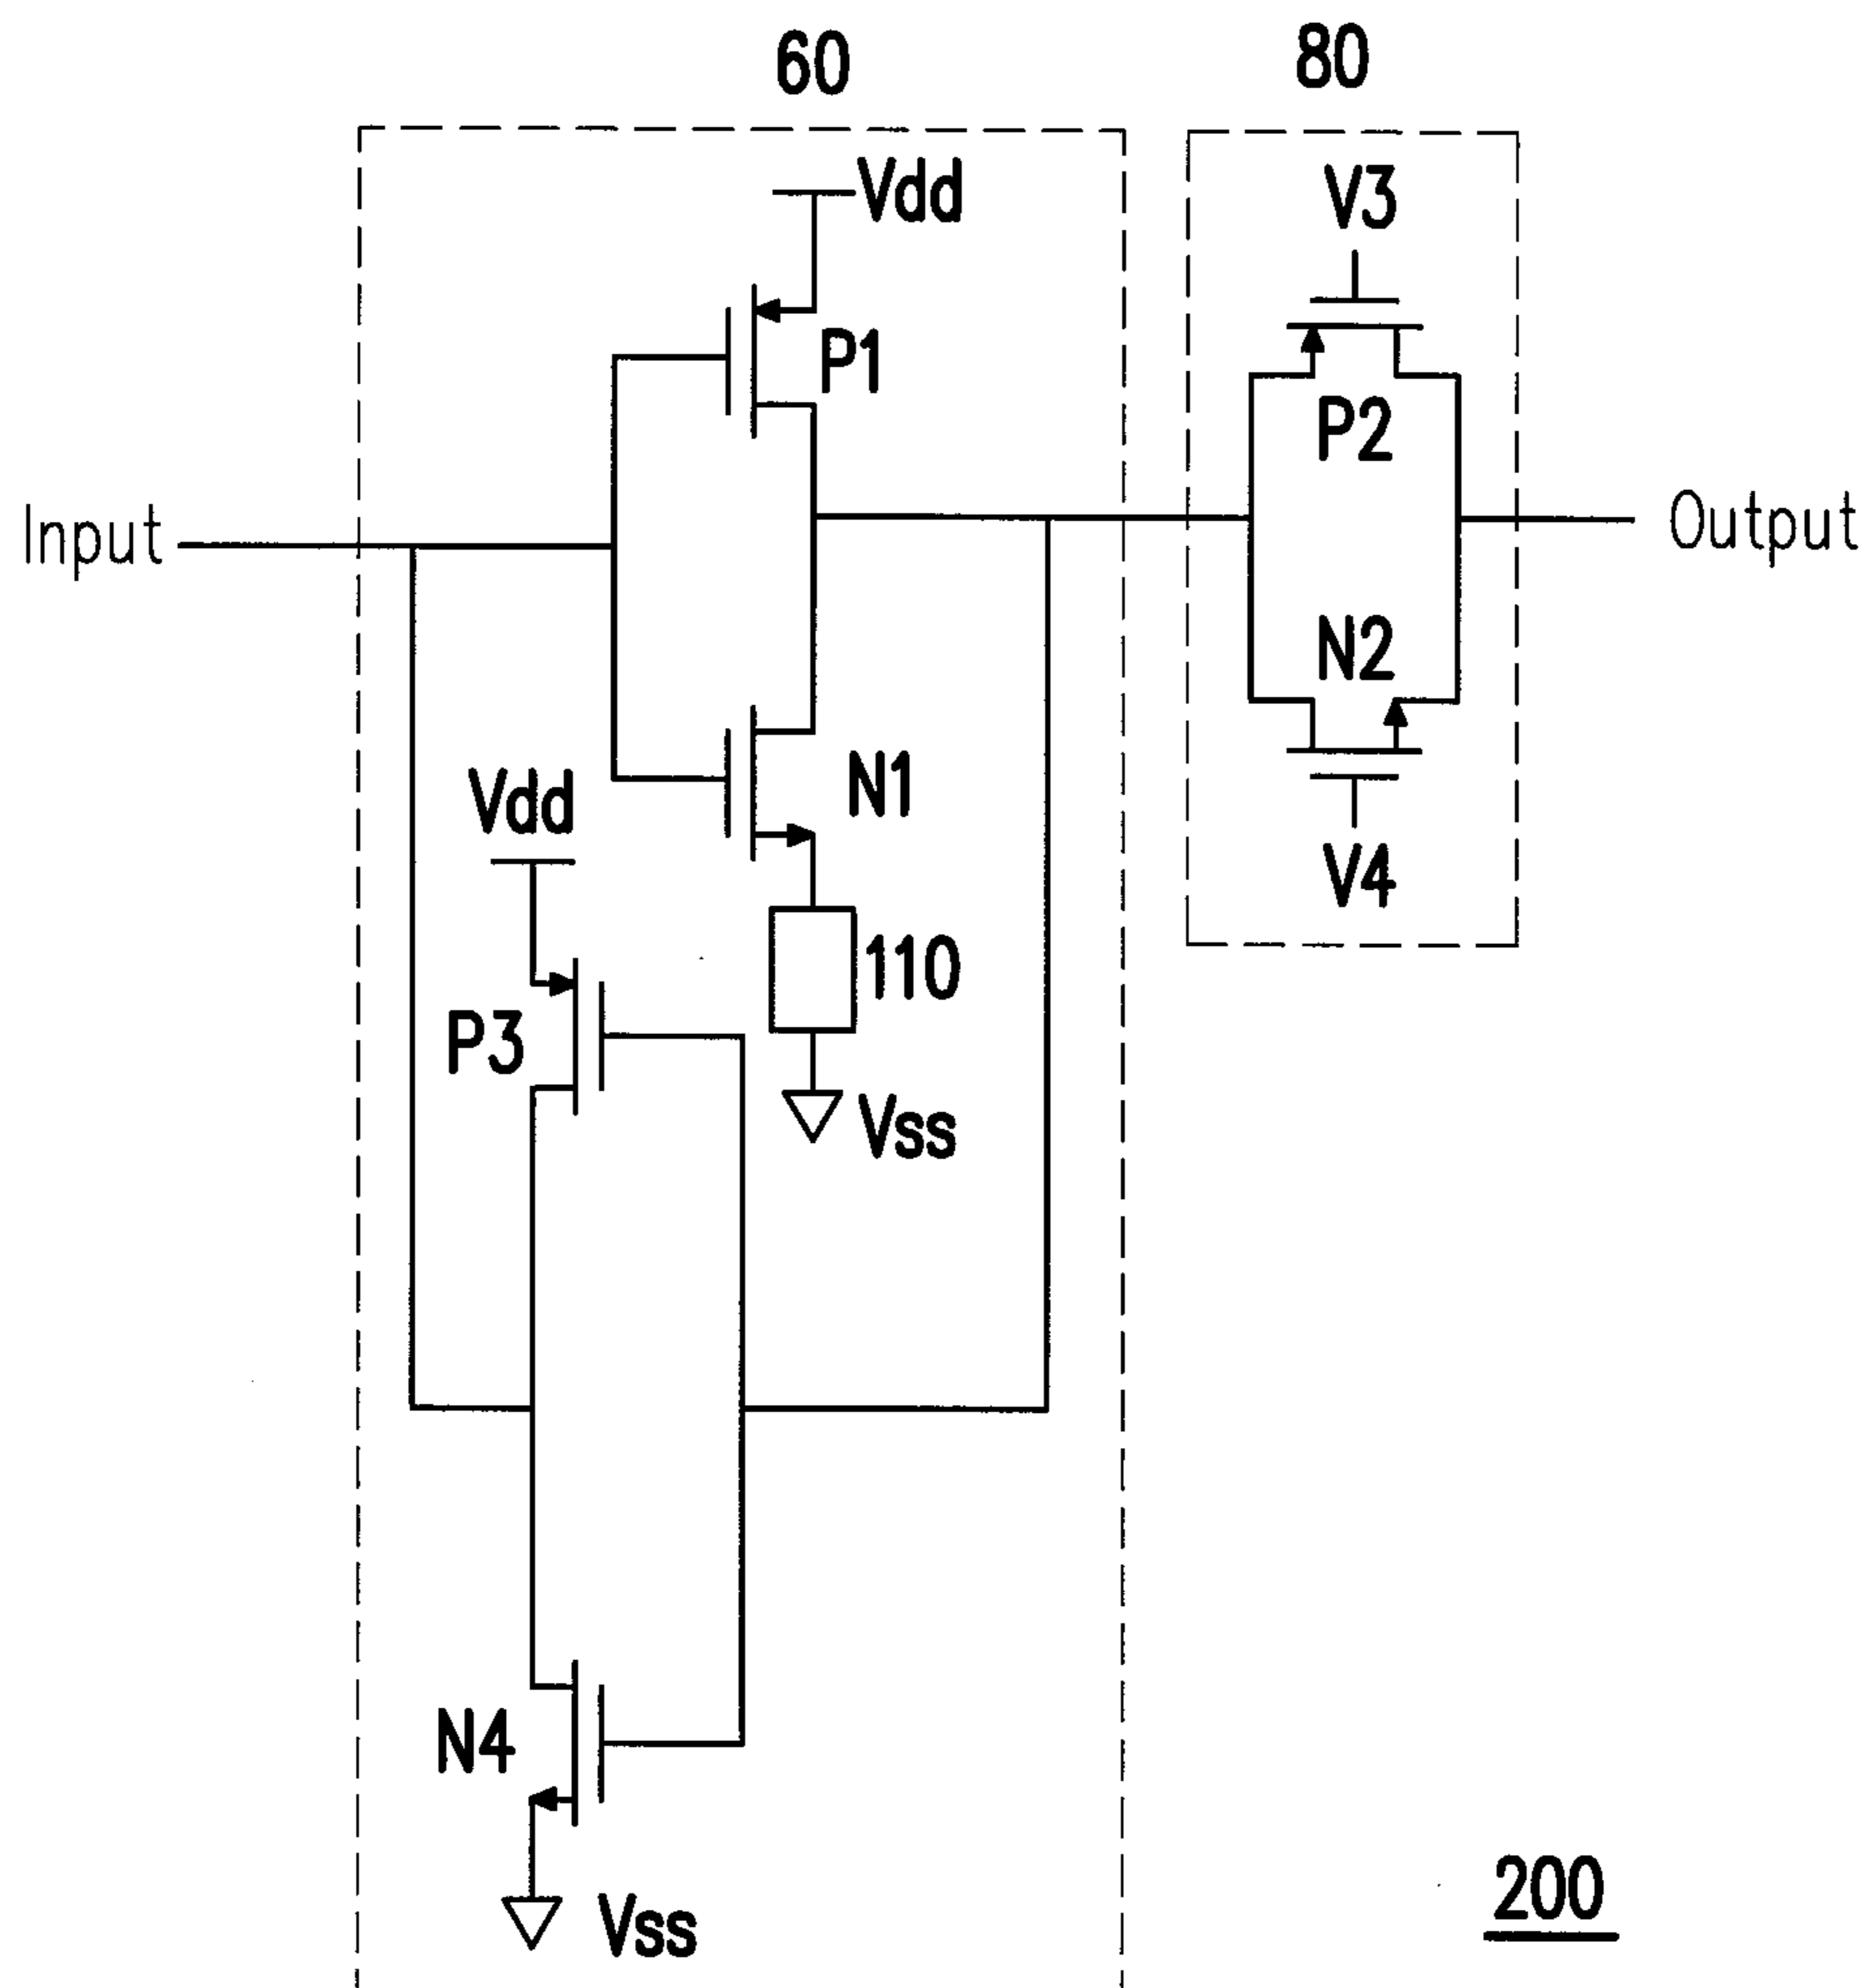 60
80
Vdd
V3
P1
P2
Input
Output
N2
Vdd
N1
V4
110
P3
Vss
N4
Vss
200